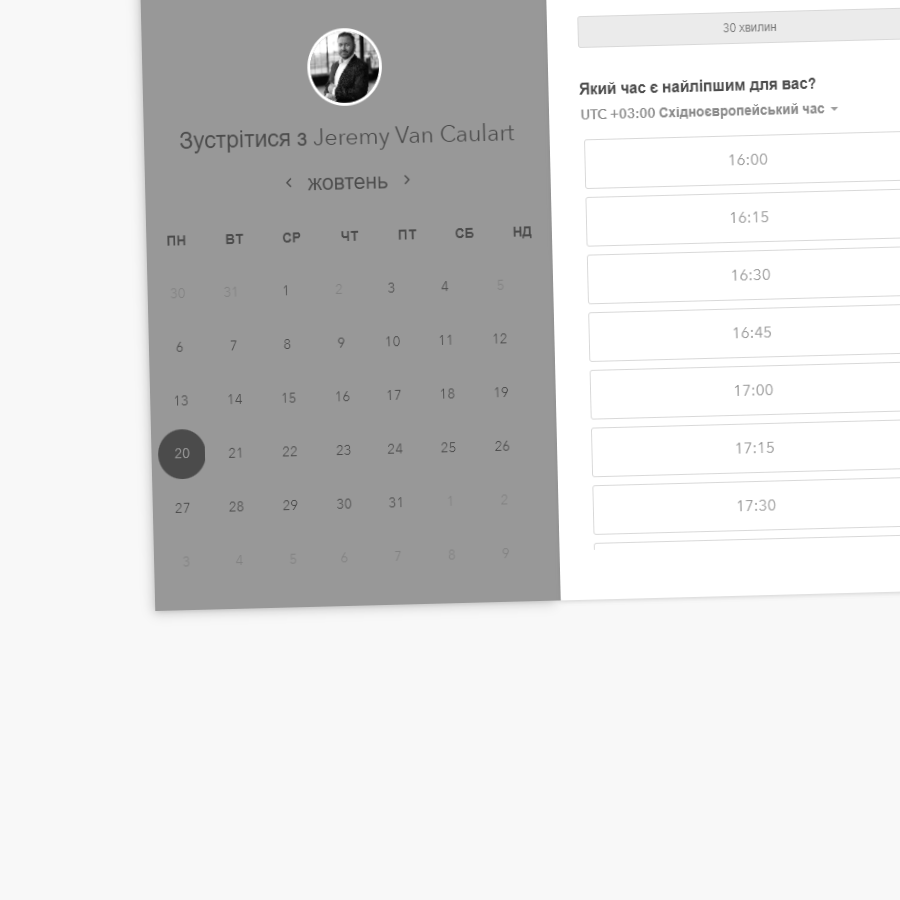 Зустрітися з Jeremy Van Caulart
жовтень
ПН ВТ СР ЧТ ПТ СБ НД
30 31 1 2 3 4 5
6 7 8 9 10 11 12
13 14 15 16 17 18 19
20 21 22 23 24 25 26
27 28 29 30 31 1 2
3 4 5 6 7 8 9
30 хвилин
Який час є найліпшим для вас?
UTC +03:00 Східноєвропейський час
16:00
16:15
16:30
16:45
17:00
17:15
17:30